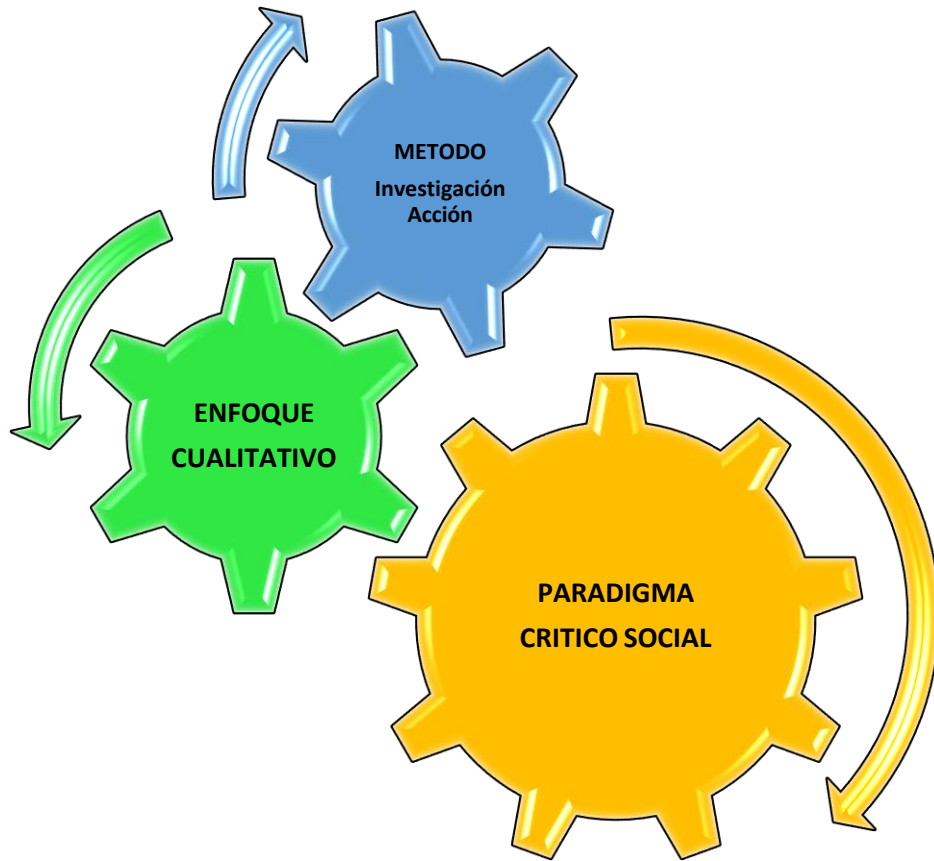 METODO
Investigación
Acción
ENFOQUE
CUALITATIVO
PARADIGMA
CRITICO SOCIAL